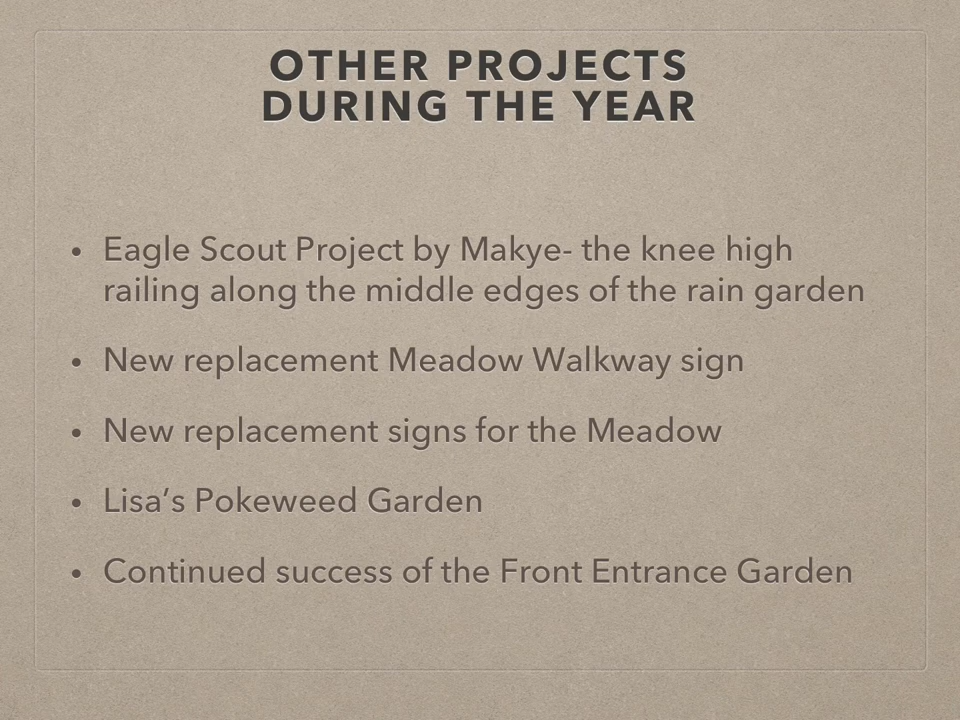 OTHER PROJECTS
DURING THE YEAR
• Eagle Scout Project by Makye- the knee high
railing along the middle edges of the rain garden
• New replacement Meadow Walkway sign
• New replacement signs for the Meadow
• Lisa’s Pokeweed Garden
• Continued success of the Front Entrance Garden